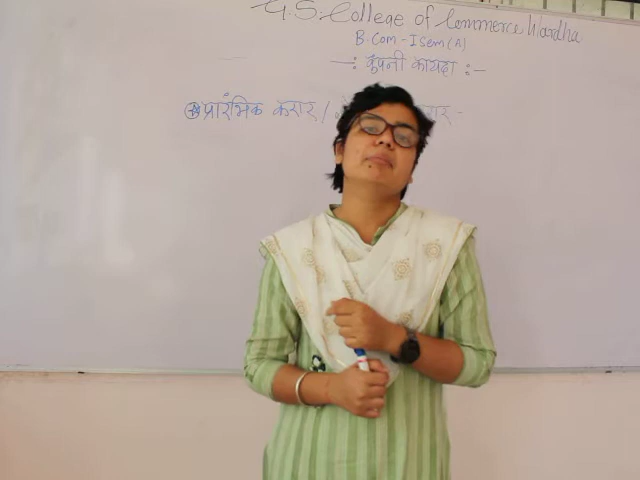 G.S. College of Commerce Wardha
B.Com - I Sem (A)
—: कंपनी कायदा :—
प्रारंभिक करार /